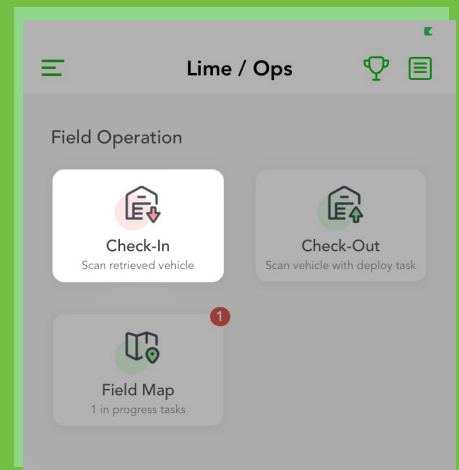 Lime / Ops
Field Operation
Check-In
Scan retrieved vehicle
Check-Out
Scan vehicle with deploy task
1
Field Map
1 in progress tasks